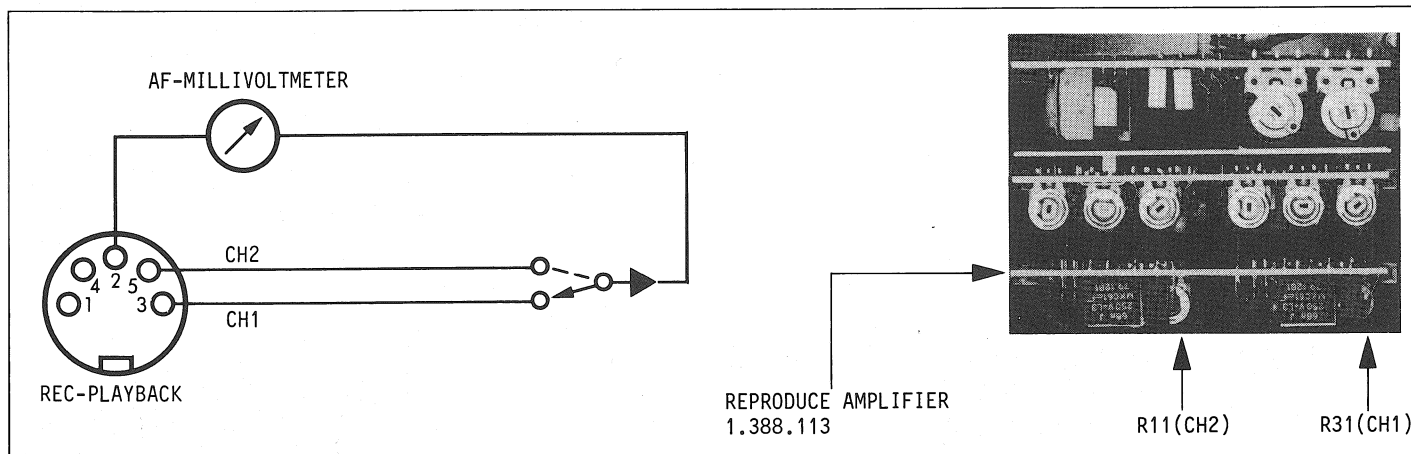 AF-MILLIVOLTMETER
CH2
4
2
5
1
3
CH1
REC-PLAYBACK
REPRODUCE AMPLIFIER
1.388.113
R11(CH2)
R31(CH1)